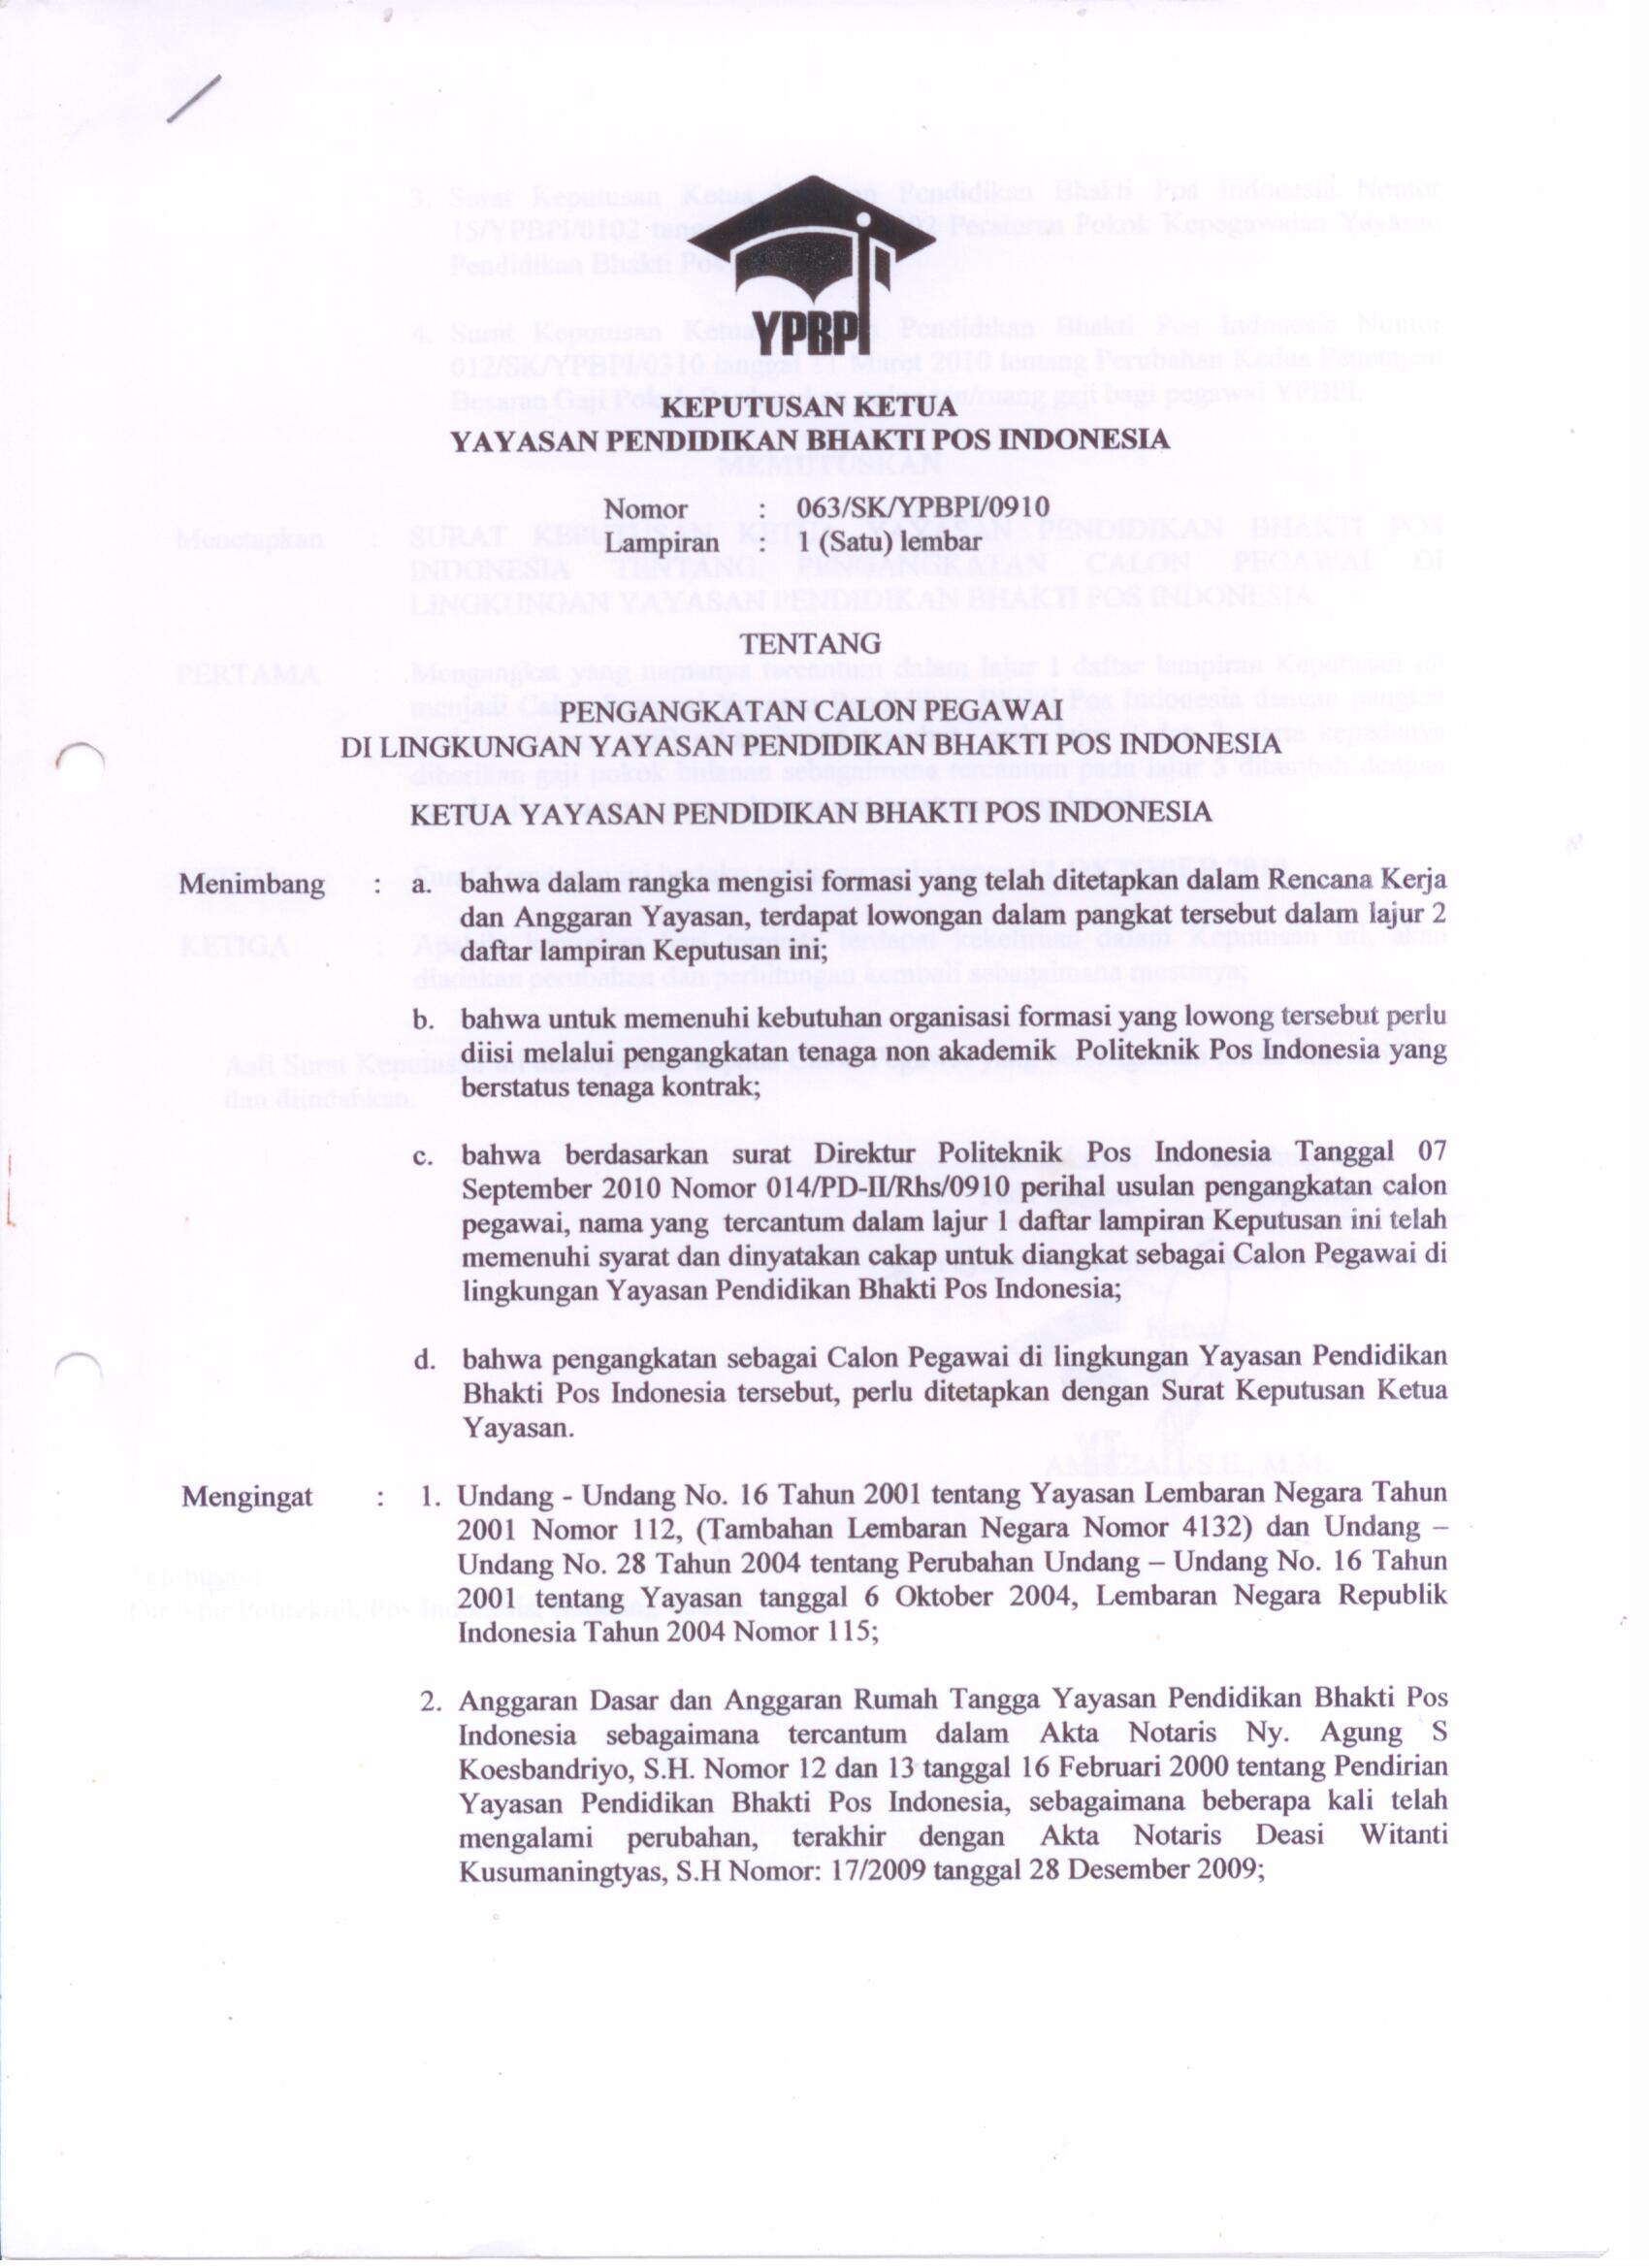 YPBPI
KEPUTUSAN KETUA
YAYASAN PENDIDIKAN BHAKTI POS INDONESIA
Nomor : 063/SK/YPBPI/0910
Lampiran : 1 (Satu) lembar
TENTANG
PENGANGKATAN CALON PEGAWAI
DI LINGKUNGAN YAYASAN PENDIDIKAN BHAKTI POS INDONESIA
KETUA YAYASAN PENDIDIKAN BHAKTI POS INDONESIA
Menimbang : a. bahwa dalam rangka mengisi formasi yang telah ditetapkan dalam Rencana Kerja
dan Anggaran Yayasan, terdapat lowongan dalam pangkat tersebut dalam lajur 2
daftar lampiran Keputusan ini;
b. bahwa untuk memenuhi kebutuhan organisasi formasi yang lowong tersebut perlu
diisi melalui pengangkatan tenaga non akademik Politeknik Pos Indonesia yang
berstatus tenaga kontrak;
c. bahwa berdasarkan surat Direktur Politeknik Pos Indonesia Tanggal 07
September 2010 Nomor 014/PD-II/Rhs/0910 perihal usulan pengangkatan calon
pegawai, nama yang tercantum dalam lajur 1 daftar lampiran Keputusan ini telah
memenuhi syarat dan dinyatakan cakap untuk diangkat sebagai Calon Pegawai di
lingkungan Yayasan Pendidikan Bhakti Pos Indonesia;
d. bahwa pengangkatan sebagai Calon Pegawai di lingkungan Yayasan Pendidikan
Bhakti Pos Indonesia tersebut, perlu ditetapkan dengan Surat Keputusan Ketua
Yayasan.
Mengingat : 1. Undang - Undang No. 16 Tahun 2001 tentang Yayasan Lembaran Negara Tahun
2001 Nomor 112, (Tambahan Lembaran Negara Nomor 4132) dan Undang –
Undang No. 28 Tahun 2004 tentang Perubahan Undang – Undang No. 16 Tahun
2001 tentang Yayasan tanggal 6 Oktober 2004, Lembaran Negara Republik
Indonesia Tahun 2004 Nomor 115;
2. Anggaran Dasar dan Anggaran Rumah Tangga Yayasan Pendidikan Bhakti Pos
Indonesia sebagaimana tercantum dalam Akta Notaris Ny. Agung S
Koesbandriyo, S.H. Nomor 12 dan 13 tanggal 16 Februari 2000 tentang Pendirian
Yayasan Pendidikan Bhakti Pos Indonesia, sebagaimana beberapa kali telah
mengalami perubahan, terakhir dengan Akta Notaris Deasi Witanti
Kusumaningtyas, S.H Nomor: 17/2009 tanggal 28 Desember 2009;